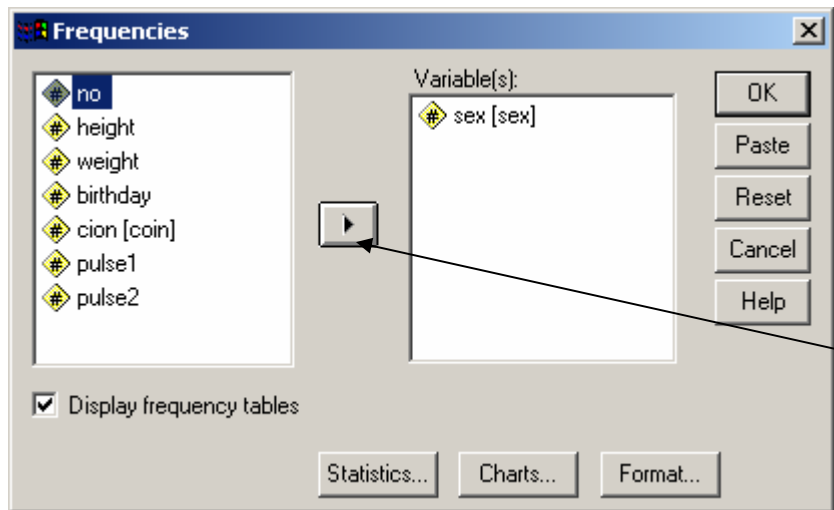 Frequencies
no
height
weight
birthday
cion [coin]
pulse1
pulse2
Variable(s):
sex [sex]
OK
Paste
Reset
Cancel
Help
Display frequency tables
Statistics...
Charts...
Format...